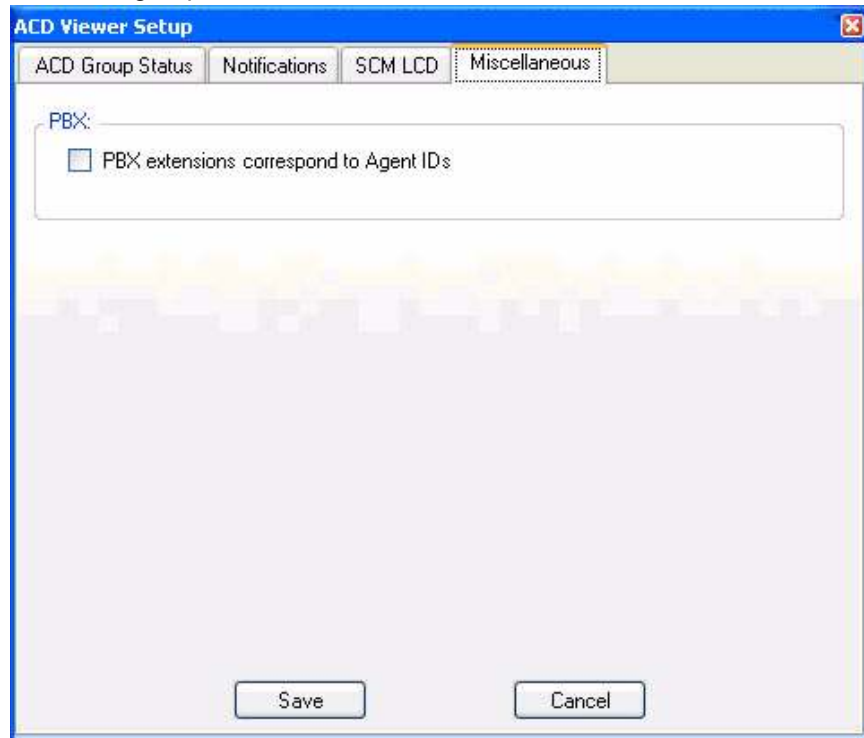 ACD Viewer Setup
ACD Group Status Notifications SCM LCD Miscellaneous
PBX:
PBX extensions correspond to Agent IDs
Save Cancel